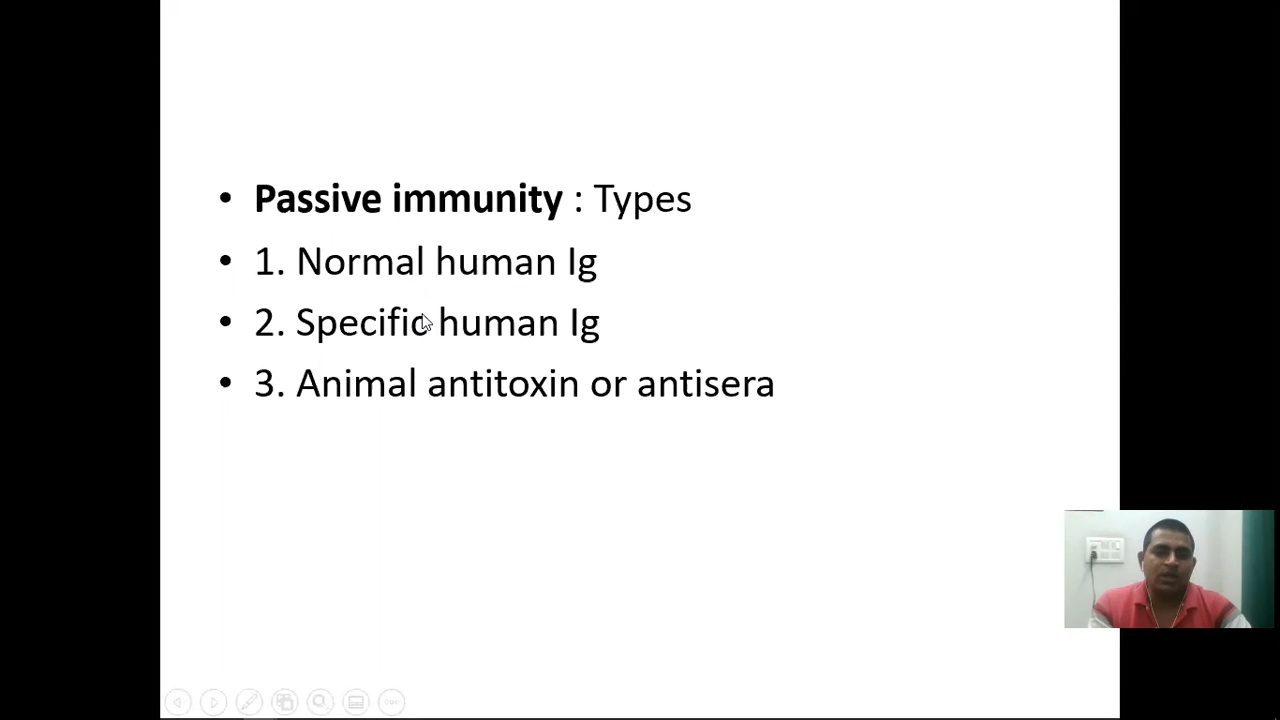 • Passive immunity : Types
• 1. Normal human Ig
• 2. Specific human Ig
• 3. Animal antitoxin or antisera